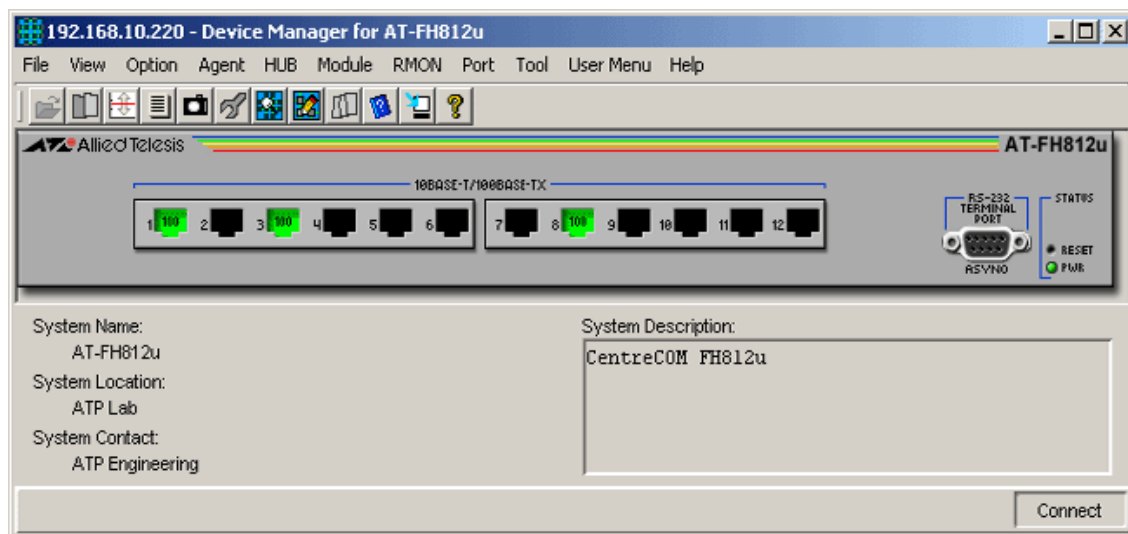 192.168.10.220 - Device Manager for AT-FH812u
File View Option Agent HUB Module RMON Port Tool User Menu Help
Allied Telesis
AT-FH812u
10BASE-T/100BASE-TX
1 100 2 3 100 4 5 6 7 8 100 9 10 11 12
RS-232
TERMINAL
PORT
ASYNO
STATUS
RESET
PWR
System Name:
AT-FH812u
System Location:
ATP Lab
System Contact:
ATP Engineering
System Description:
CentreCOM FH812u
Connect